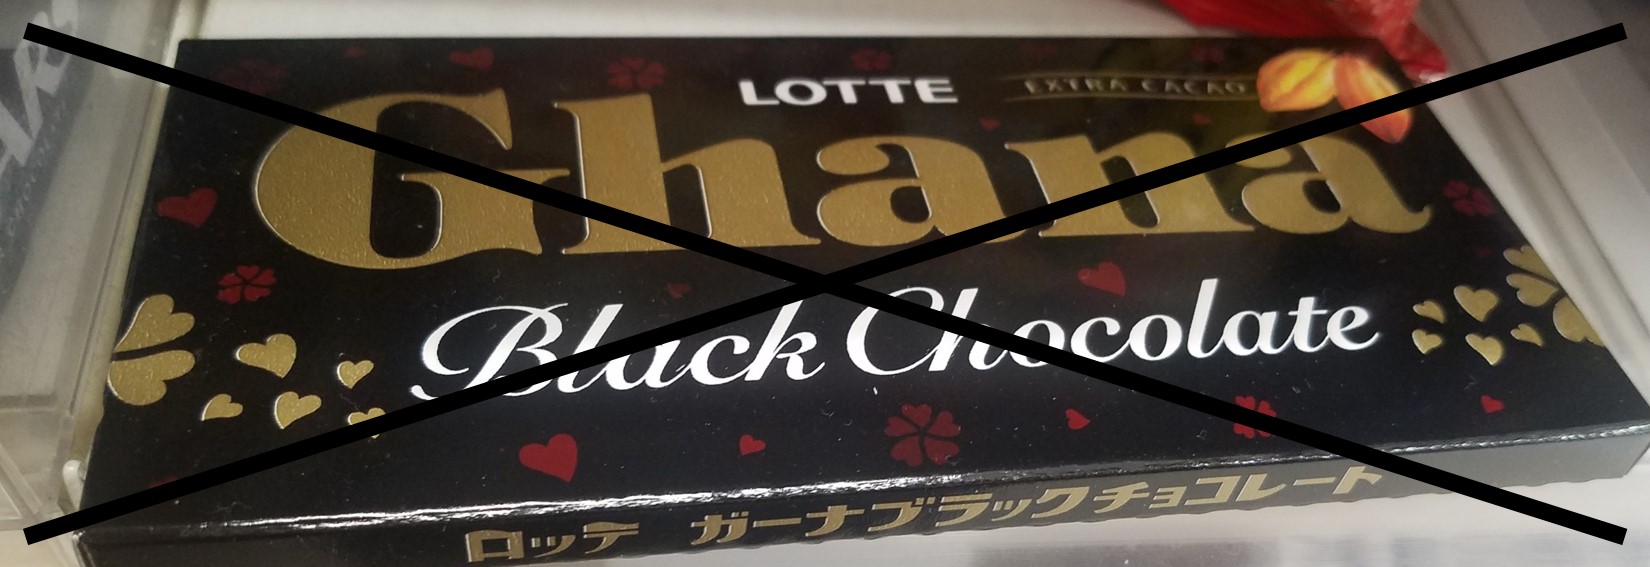 LOTTE
EXTRA CACAO
Ghana
Black Chocolate
ロッテ ガーナブラックチョコレート